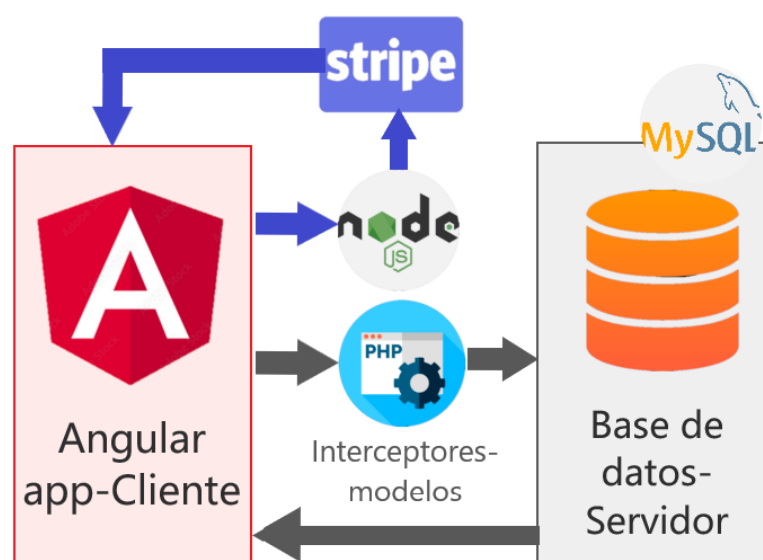 stripe
MySQL
node
JS
A
PHP
Angular
app-Cliente
Interceptores-
modelos
Base de
datos-
Servidor